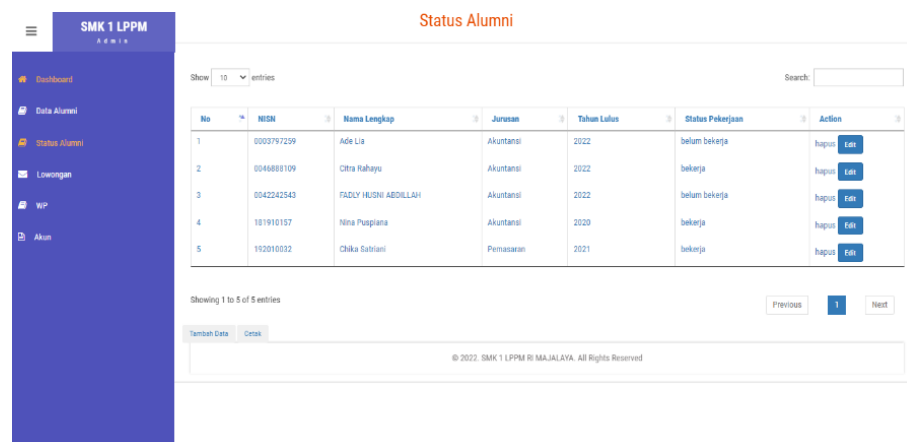 SMK 1 LPPM
Admin
Status Alumni
Dashboard
Data Alumni
Status Alumni
Lowongan
WP
Akun
Show 10 entries
Search:
No NISN Nama Lengkap Jurusan Tahun Lulus Status Pekerjaan Action
1 0003797259 Ade Lia Akuntansi 2022 belum bekerja hapus Edit
2 0046888109 Citra Rahayu Akuntansi 2022 bekerja hapus Edit
3 0042242543 FADLY HUSNI ABDILLAH Akuntansi 2022 belum bekerja hapus Edit
4 181910157 Nina Puspiana Akuntansi 2020 bekerja hapus Edit
5 192010032 Chika Satriani Pemasaran 2021 bekerja hapus Edit
Showing 1 to 5 of 5 entries
Previous 1 Next
Tambah Data Cetak
© 2022. SMK 1 LPPM RI MAJALAYA. All Rights Reserved